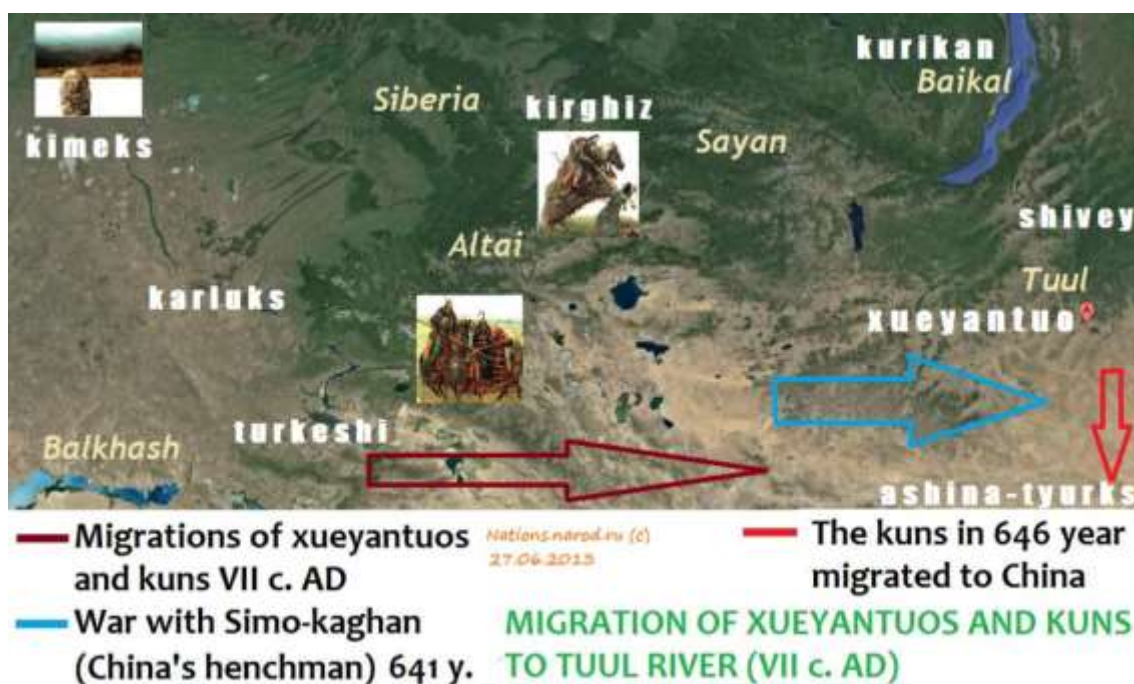 kurikan
Baikal
Siberia
kirghiz
Sayan
kimeks
shivey
Altai
Tuul
karluks
xueyantuo
turkeshi
Balkhash
ashina-tyurks
Migrations of xueyantuos
and kuns VII c. AD
Nations.narod.ru (c)
27.06.2013
The kuns in 646 year
migrated to China
War with Simo-kaghan
(China's henchman) 641 y.
MIGRATION OF XUEYANTUOS AND KUNS
TO TUUL RIVER (VII c. AD)